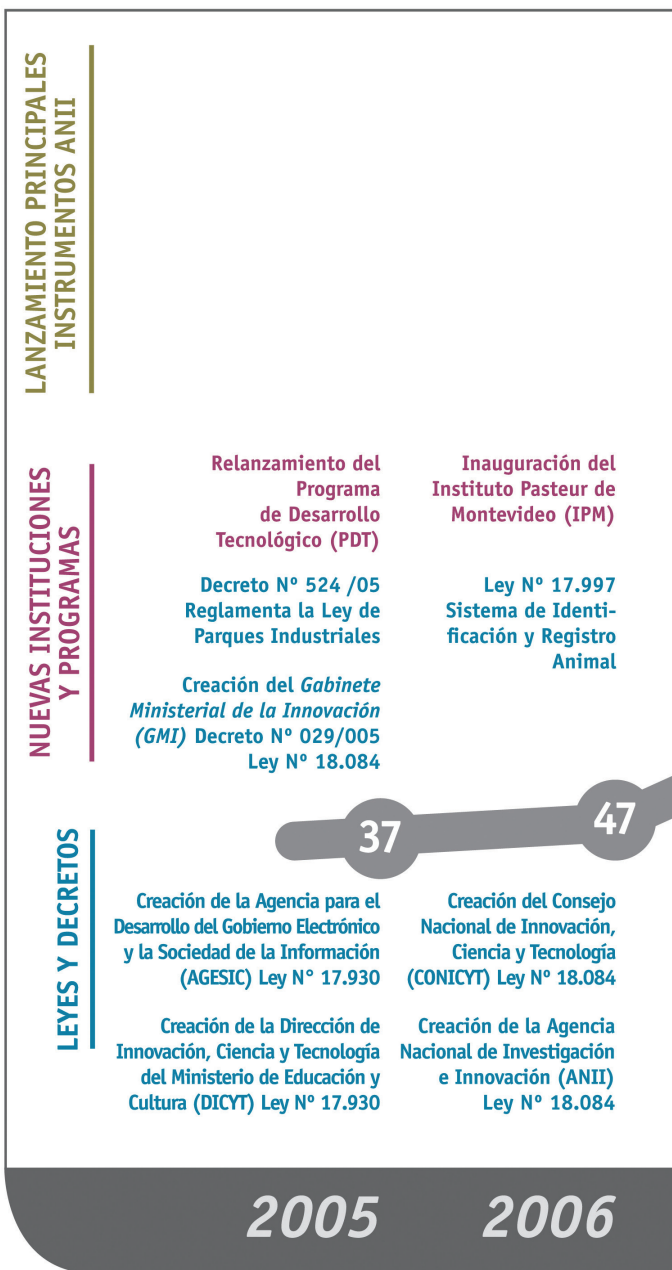 LANZAMIENTO PRINCIPALES
INSTRUMENTOS ANII
NUEVAS INSTITUCIONES
Y PROGRAMAS
Relanzamiento del
Programa
de Desarrollo
Tecnológico (PDT)
Decreto Nº 524 /05
Reglamenta la Ley de
Parques Industriales
Creación del Gabinete
Ministerial de la Innovación
(GMI) Decreto Nº 029/005
Ley Nº 18.084
Inauguración del
Instituto Pasteur de
Montevideo (IPM)
Ley Nº 17.997
Sistema de Identi-
ficación y Registro
Animal
37
47
LEYES Y DECRETOS
Creación de la Agencia para el
Desarrollo del Gobierno Electrónico
y la Sociedad de la Información
(AGESIC) Ley N° 17.930
Creación de la Dirección de
Innovación, Ciencia y Tecnología
del Ministerio de Educación y
Cultura (DICYT) Ley Nº 17.930
Creación del Consejo
Nacional de Innovación,
Ciencia y Tecnología
(CONICYT) Ley Nº 18.084
Creación de la Agencia
Nacional de Investigación
e Innovación (ANII)
Ley Nº 18.084
2005
2006